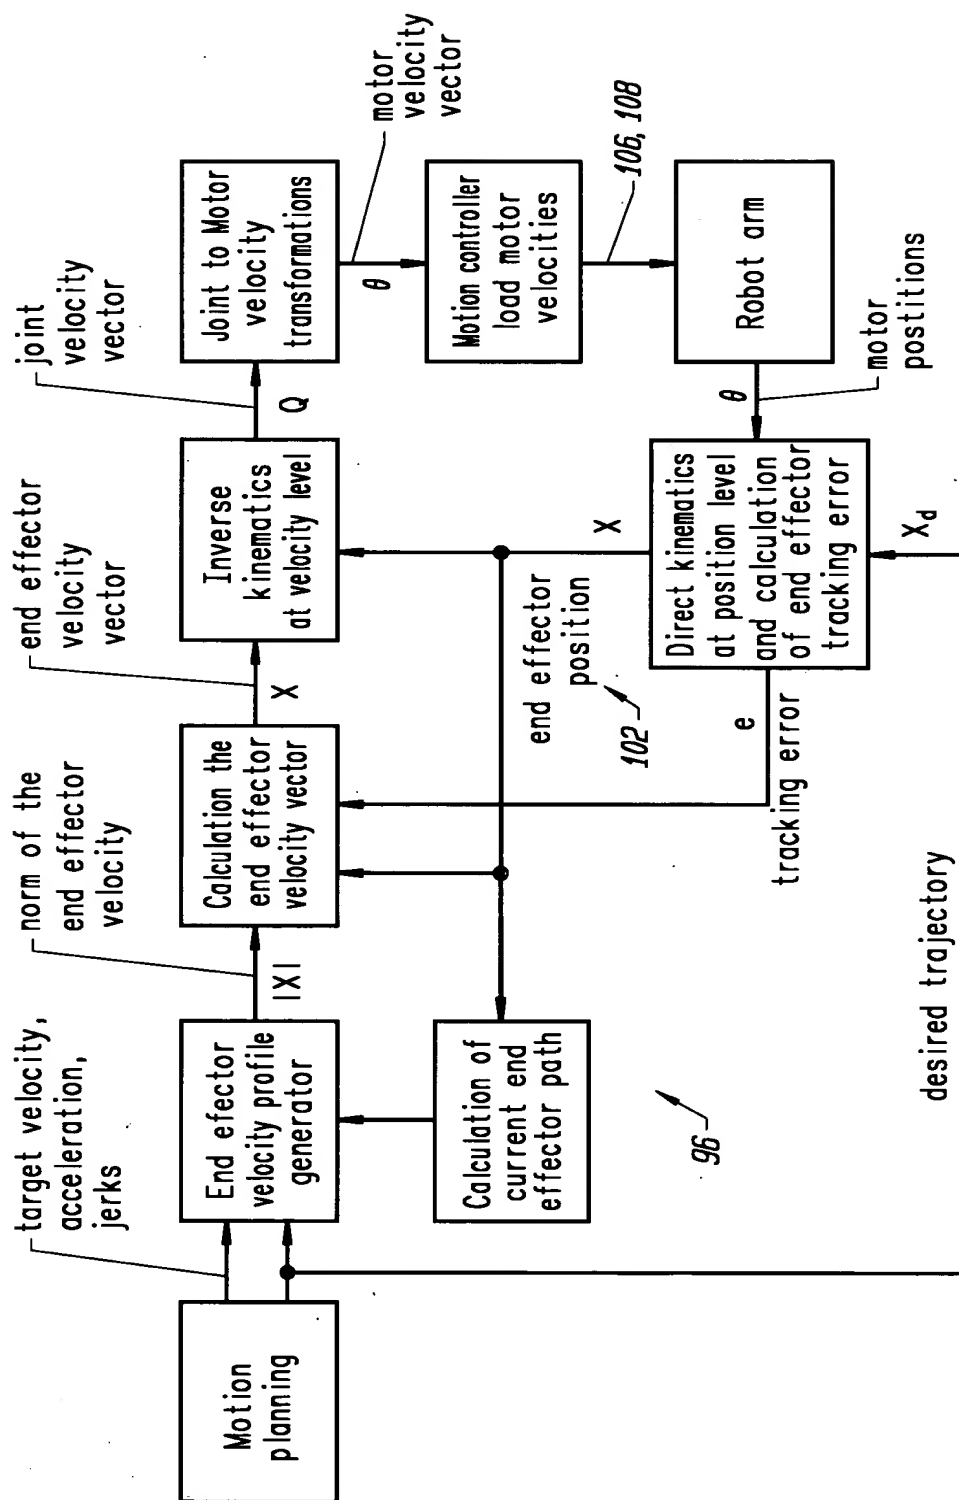 target velocity,
acceleration,
jerks
norm of the
end effector
velocity
end effector
velocity
vector
joint
velocity
vector
Motion
planning
End efector
velocity profile
generator
|X|
Calculation the
end effector
velocity vector
X
Inverse
kinematics
at velocity level
Q
Joint to Motor
velocity
transformations
θ
motor
velocity
vector
Calculation of
current end
effector path
end effector
position
102
X
Motion controller
load motor
velocities
106, 108
96
tracking error
e
Direct kinematics
at position level
and calculation
of end effector
tracking error
θ
Robot arm
motor
postitions
desired trajectory
Xd